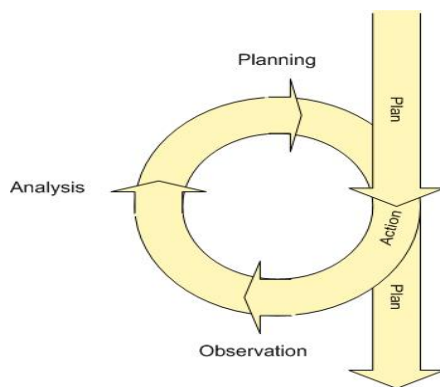 Planning
Plan
Analysis
Action
Plan
Observation